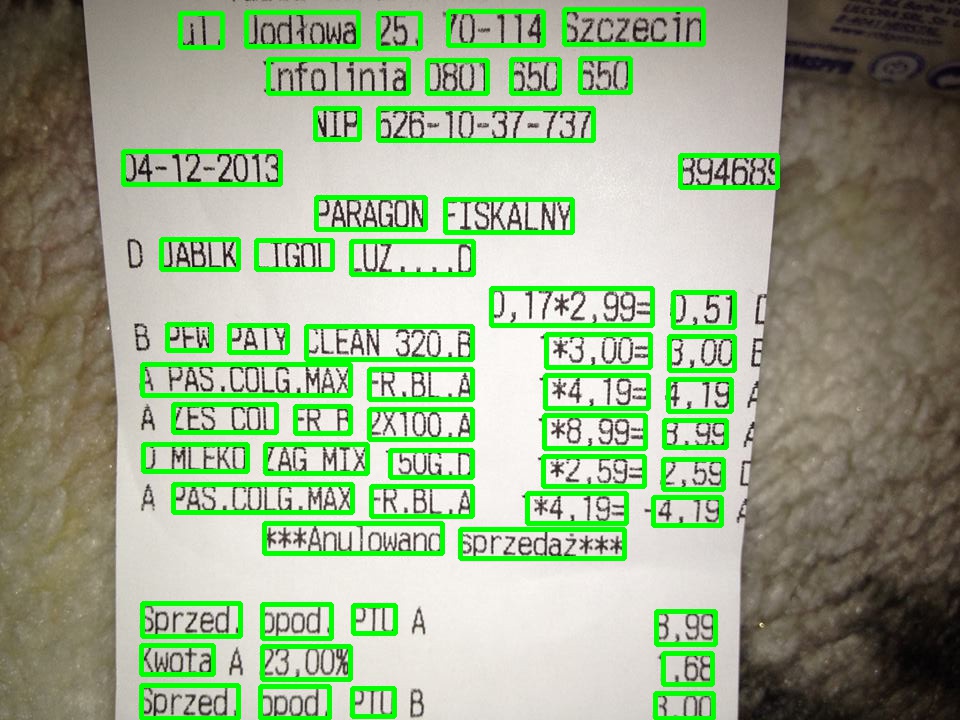 ul. Jodłowa 25, 70-114 Szczecin
Infolinia 0801 650 650
NIP 526-10-37-737
04-12-2013 894689
PARAGON FISKALNY
D JABLK LIGOL LUZ....D
0,17*2,99= 0,51 D
B PFW PATY CLEAN 320.B 1*3,00= 3,00 B
A PAS.COLG.MAX FR.BL.A 1*4,19= 4,19 A
A ZES COL FR B 2X100.A 1*8,99= 8,99 A
D MLEKO ZAG MIX 150G.D 1*2,59= 2,59 D
A PAS.COLG.MAX FR.BL.A 1*4,19= -4,19 A
***Anulowano sprzedaż***
Sprzed. opod. PTU A 8,99
Kwota A 23,00% 1,68
Sprzed. opod. PTU B 3,00